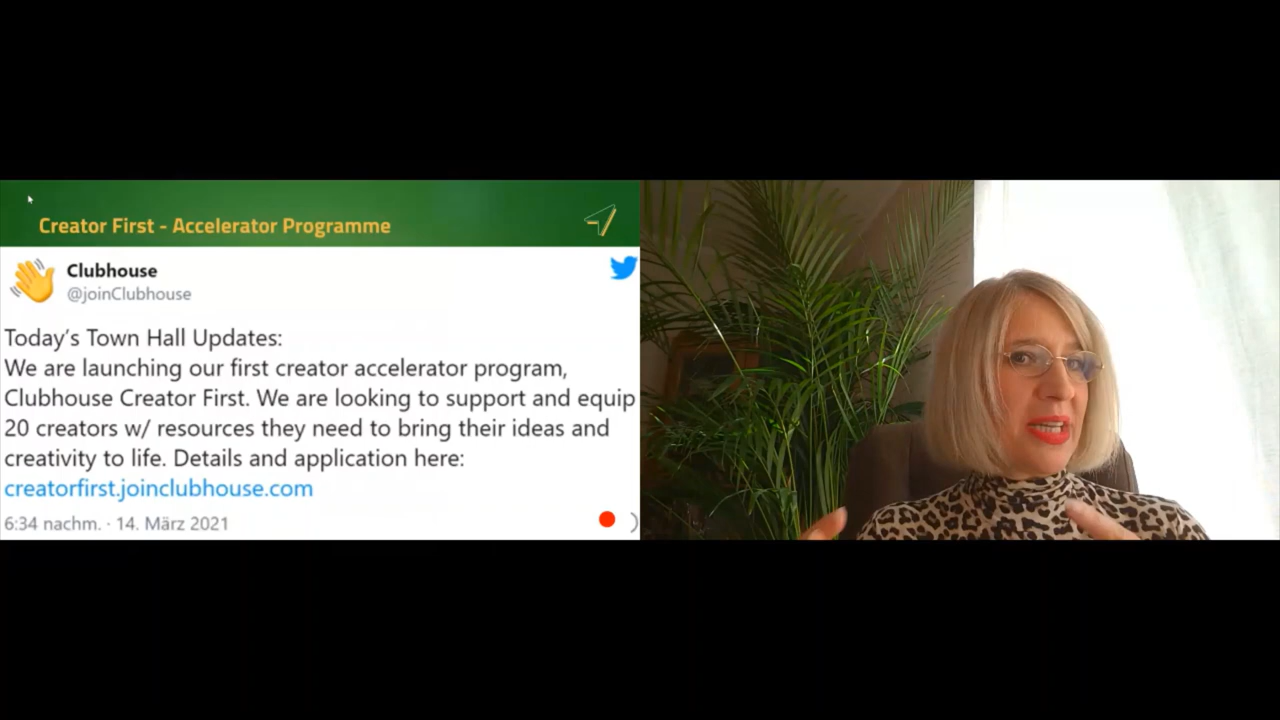 Creator First - Accelerator Programme
Clubhouse
@joinClubhouse
Today's Town Hall Updates:
We are launching our first creator accelerator program,
Clubhouse Creator First. We are looking to support and equip
20 creators w/ resources they need to bring their ideas and
creativity to life. Details and application here:
creatorfirst.joinclubhouse.com
6:34 nachm. · 14. März 2021